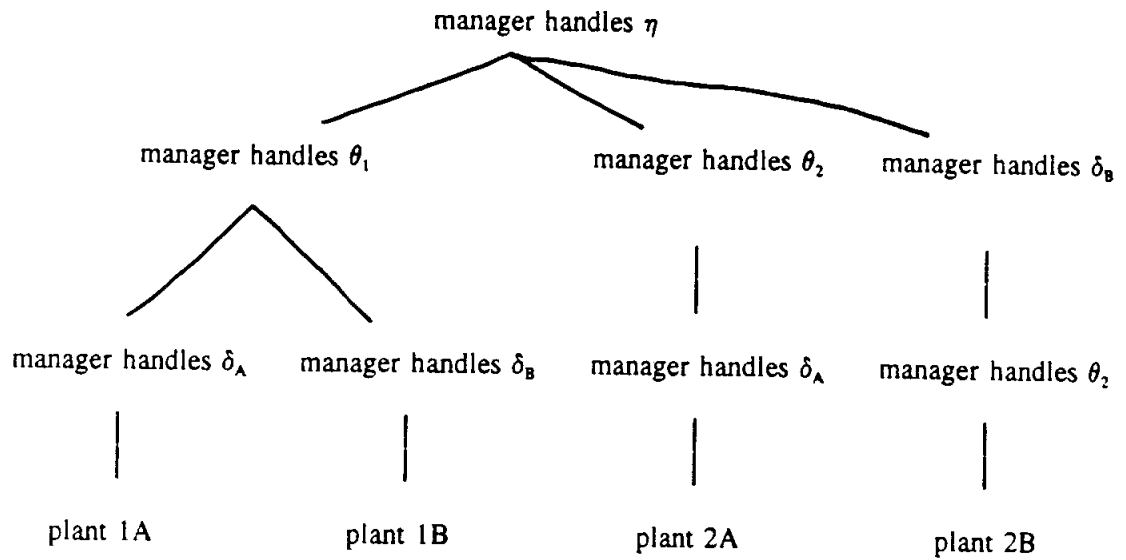 manager handles η
manager handles θ₁
manager handles θ₂
manager handles δ_B
manager handles δ_A
manager handles δ_B
manager handles δ_A
manager handles θ₂
plant 1A
plant 1B
plant 2A
plant 2B